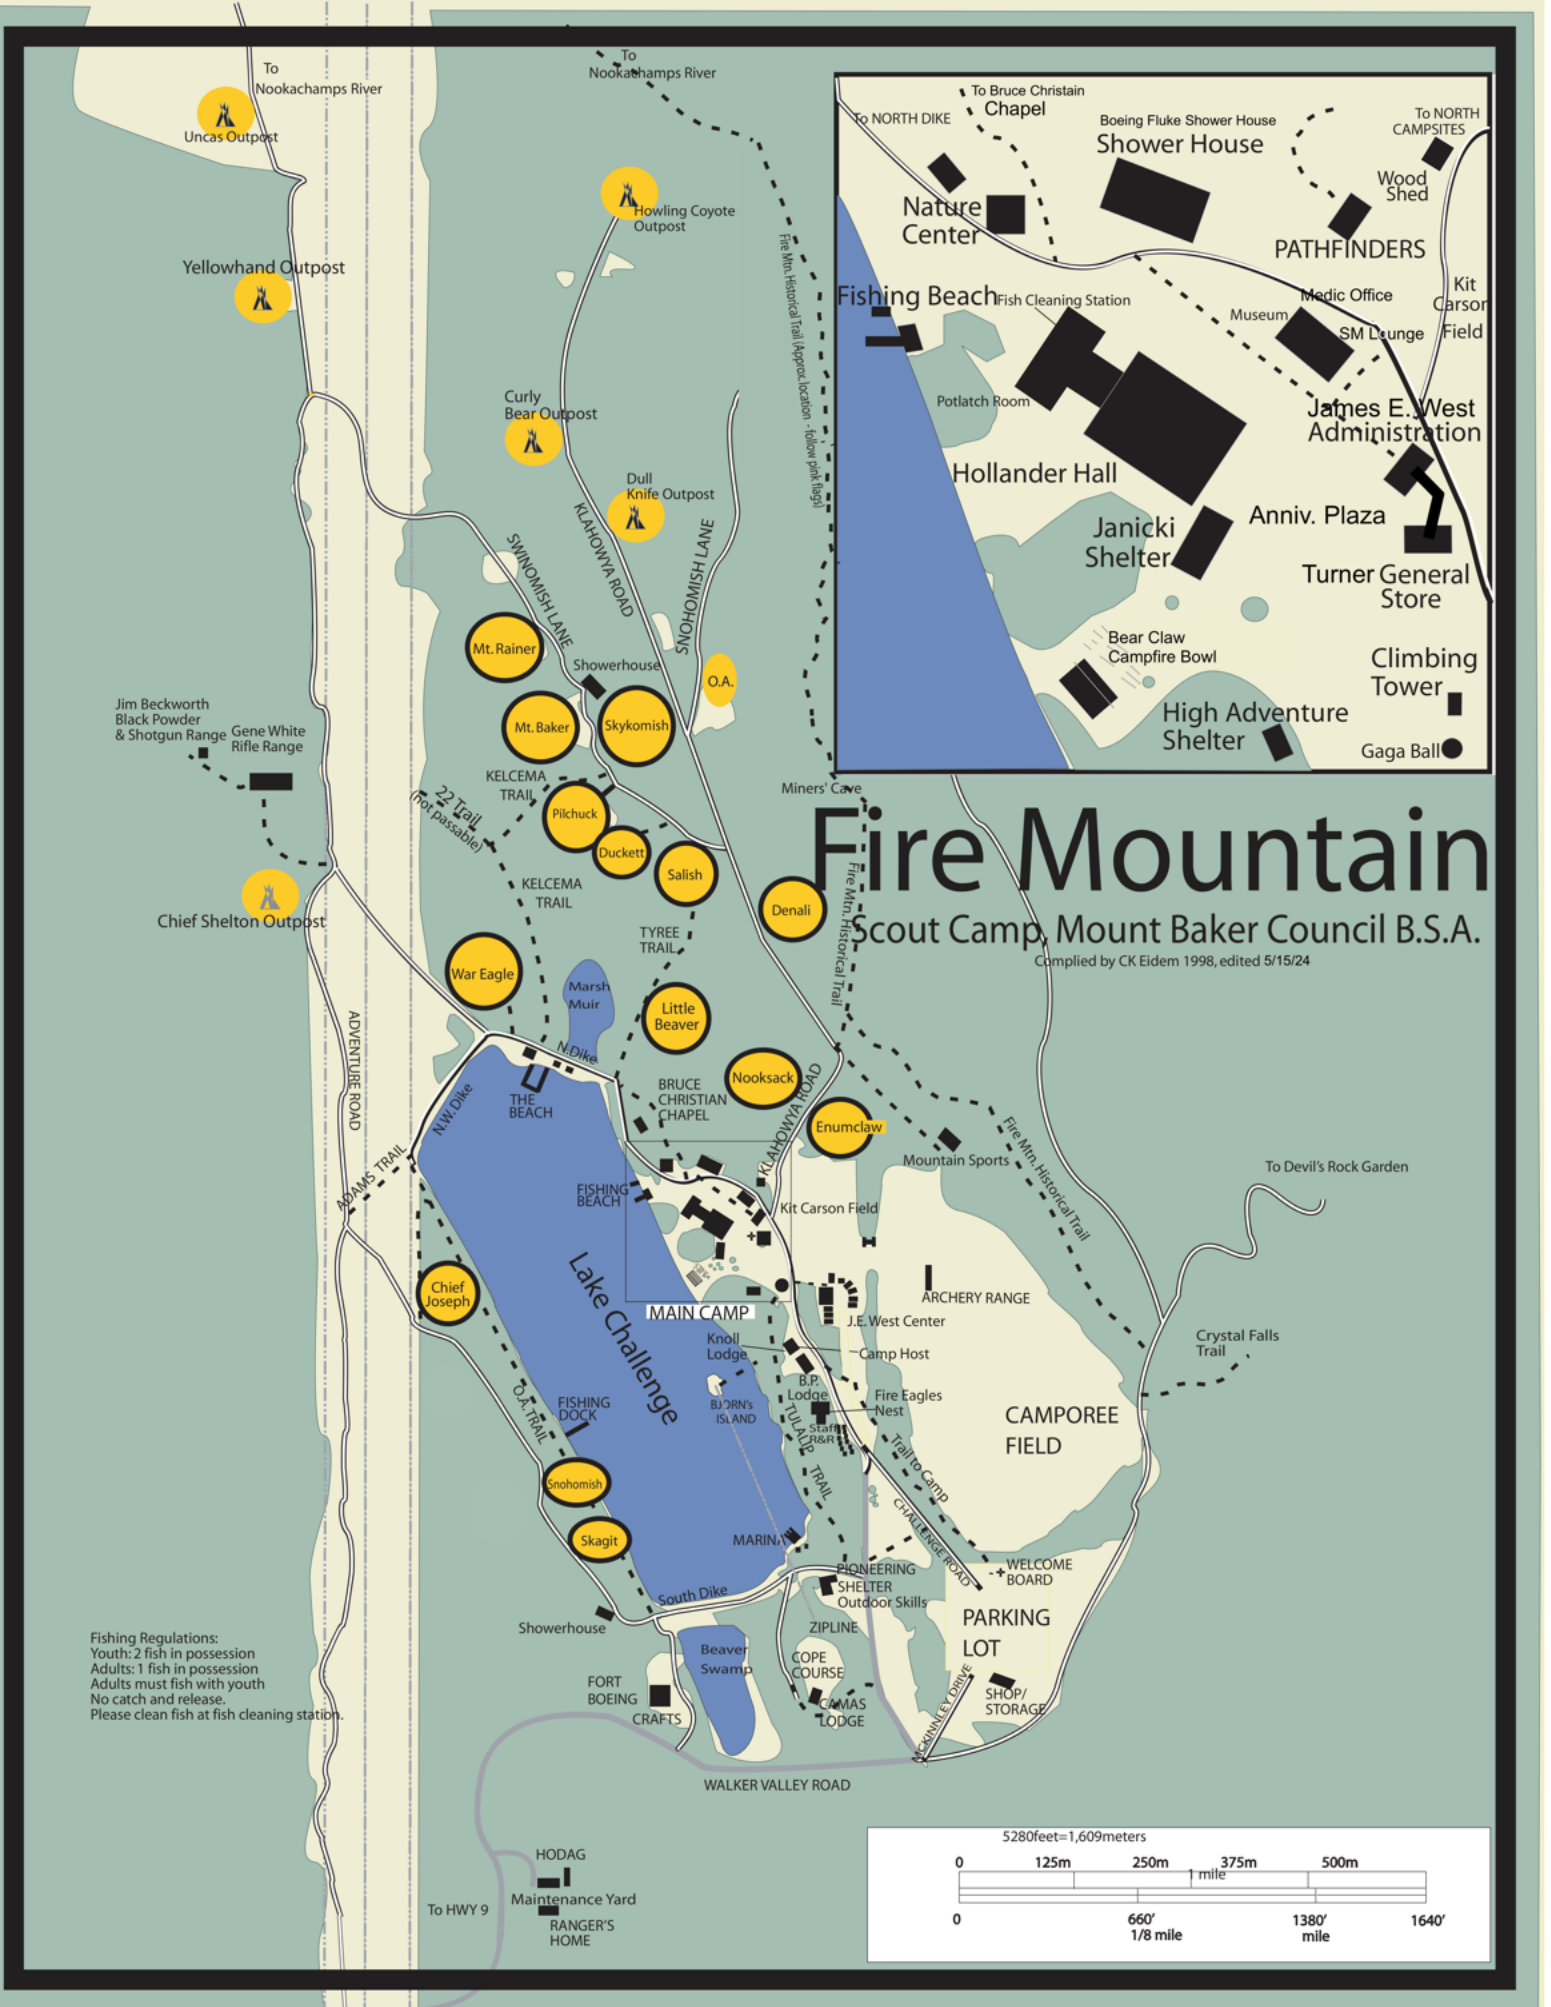 To
Nookachamps River
Uncas Outpost
Yellowhand Outpost
To
Nookachamps River
Howling Coyote
Outpost
Fire Mtn. Historical Trail (Approx. location - follow pink flags)
Curly
Bear Outpost
Dull
Knife Outpost
SWINOMISH LANE
KLAHOWYA ROAD
SNOHOMISH LANE
Mt. Rainer
Showerhouse
O.A.
Mt. Baker
Skykomish
Jim Beckworth
Black Powder
& Shotgun Range
Gene White
Rifle Range
KELCEMA
TRAIL
22 Trail
(not passable)
Pilchuck
Duckett
Salish
Chief Shelton Outpost
KELCEMA
TRAIL
TYREE
TRAIL
Denali
Miners' Cave
Fire Mtn. Historical Trail
War Eagle
Marsh
Muir
Little
Beaver
ADVENTURE ROAD
N.Dike
Nooksack
KLAHOWYA ROAD
Enumclaw
N.W. Dike
THE
BEACH
BRUCE
CHRISTIAN
CHAPEL
ADAMS TRAIL
FISHING
BEACH
Mountain Sports
Fire Mtn. Historical Trail
To Devil's Rock Garden
Kit Carson Field
Chief
Joseph
Lake Challenge
MAIN CAMP
ARCHERY RANGE
J.E. West Center
Knoll
Lodge
Camp Host
Crystal Falls
Trail
B.P.
Lodge
Fire Eagles
Nest
O.A. TRAIL
FISHING
DOCK
BJORN's
ISLAND
TULALIP TRAIL
Staff
R&R
Trail to Camp
CAMPOREE
FIELD
Snohomish
Skagit
MARINA
CHALLENGE ROAD
WELCOME
BOARD
PIONEERING
SHELTER
Outdoor Skills
South Dike
Showerhouse
ZIPLINE
PARKING
LOT
Beaver
Swamp
COPE
COURSE
FORT
BOEING
CRAFTS
CAMAS
LODGE
MCKINNLEY DRIVE
SHOP/
STORAGE
WALKER VALLEY ROAD
Fishing Regulations:
Youth: 2 fish in possession
Adults: 1 fish in possession
Adults must fish with youth
No catch and release.
Please clean fish at fish cleaning station.
HODAG
Maintenance Yard
To HWY 9
RANGER'S
HOME
To Bruce Christain
Chapel
To NORTH DIKE
Boeing Fluke Shower House
Shower House
To NORTH
CAMPSITES
Wood
Shed
Nature
Center
PATHFINDERS
Fishing Beach
Fish Cleaning Station
Medic Office
Museum
SM Lounge
Kit
Carson
Field
Potlatch Room
James E. West
Administration
Hollander Hall
Janicki
Shelter
Anniv. Plaza
Turner General
Store
Bear Claw
Campfire Bowl
Climbing
Tower
High Adventure
Shelter
Gaga Ball
Fire Mountain
Scout Camp, Mount Baker Council B.S.A.
Complied by CK Eidem 1998, edited 5/15/24
5280feet=1,609meters
0 125m 250m 375m 500m
1 mile
0 660' 1380' 1640'
1/8 mile mile